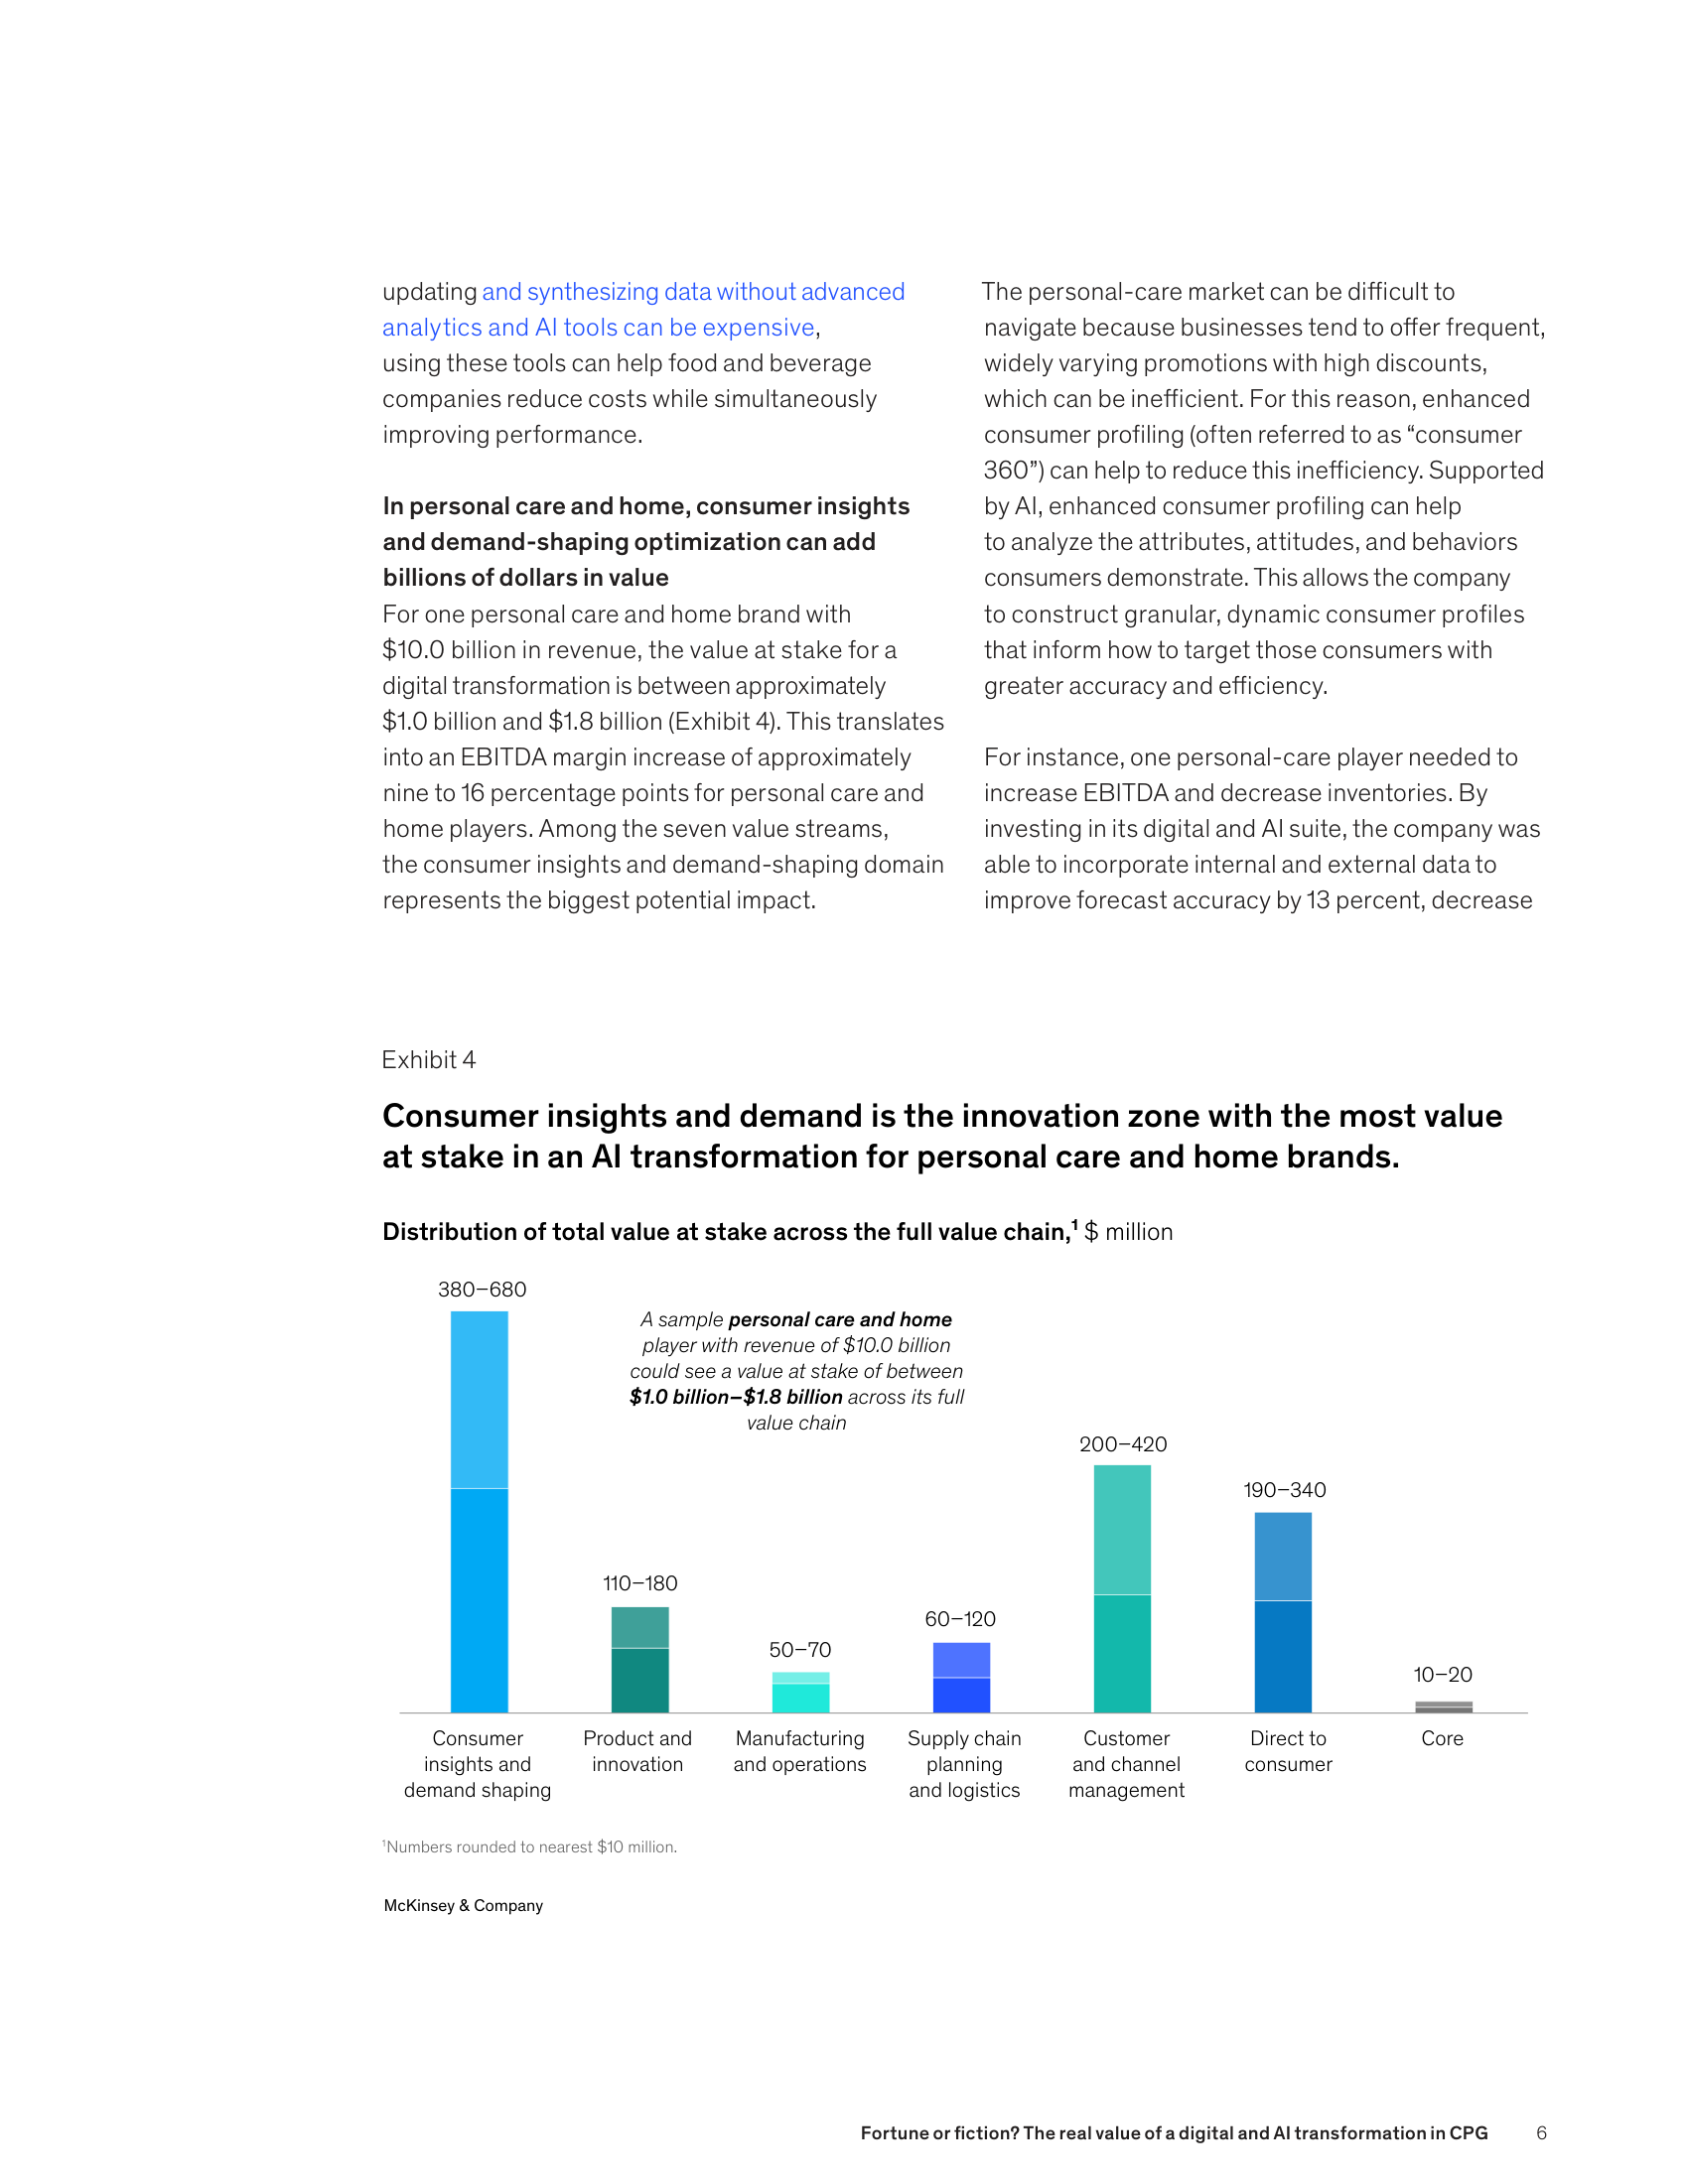 updating and synthesizing data without advanced
analytics and AI tools can be expensive,
using these tools can help food and beverage
companies reduce costs while simultaneously
improving performance.
In personal care and home, consumer insights
and demand-shaping optimization can add
billions of dollars in value
For one personal care and home brand with
$10.0 billion in revenue, the value at stake for a
digital transformation is between approximately
$1.0 billion and $1.8 billion (Exhibit 4). This translates
into an EBITDA margin increase of approximately
nine to 16 percentage points for personal care and
home players. Among the seven value streams,
the consumer insights and demand-shaping domain
represents the biggest potential impact.
The personal-care market can be difficult to
navigate because businesses tend to offer frequent,
widely varying promotions with high discounts,
which can be inefficient. For this reason, enhanced
consumer profiling (often referred to as “consumer
360”) can help to reduce this inefficiency. Supported
by AI, enhanced consumer profiling can help
to analyze the attributes, attitudes, and behaviors
consumers demonstrate. This allows the company
to construct granular, dynamic consumer profiles
that inform how to target those consumers with
greater accuracy and efficiency.
For instance, one personal-care player needed to
increase EBITDA and decrease inventories. By
investing in its digital and AI suite, the company was
able to incorporate internal and external data to
improve forecast accuracy by 13 percent, decrease
Exhibit 4
Consumer insights and demand is the innovation zone with the most value
at stake in an AI transformation for personal care and home brands.
Distribution of total value at stake across the full value chain,¹ $ million
380–680
A sample personal care and home
player with revenue of $10.0 billion
could see a value at stake of between
$1.0 billion–$1.8 billion across its full
value chain
110–180
50–70
60–120
200–420
190–340
10–20
Consumer
insights and
demand shaping
Product and
innovation
Manufacturing
and operations
Supply chain
planning
and logistics
Customer
and channel
management
Direct to
consumer
Core
¹Numbers rounded to nearest $10 million.
McKinsey & Company
Fortune or fiction? The real value of a digital and AI transformation in CPG 6